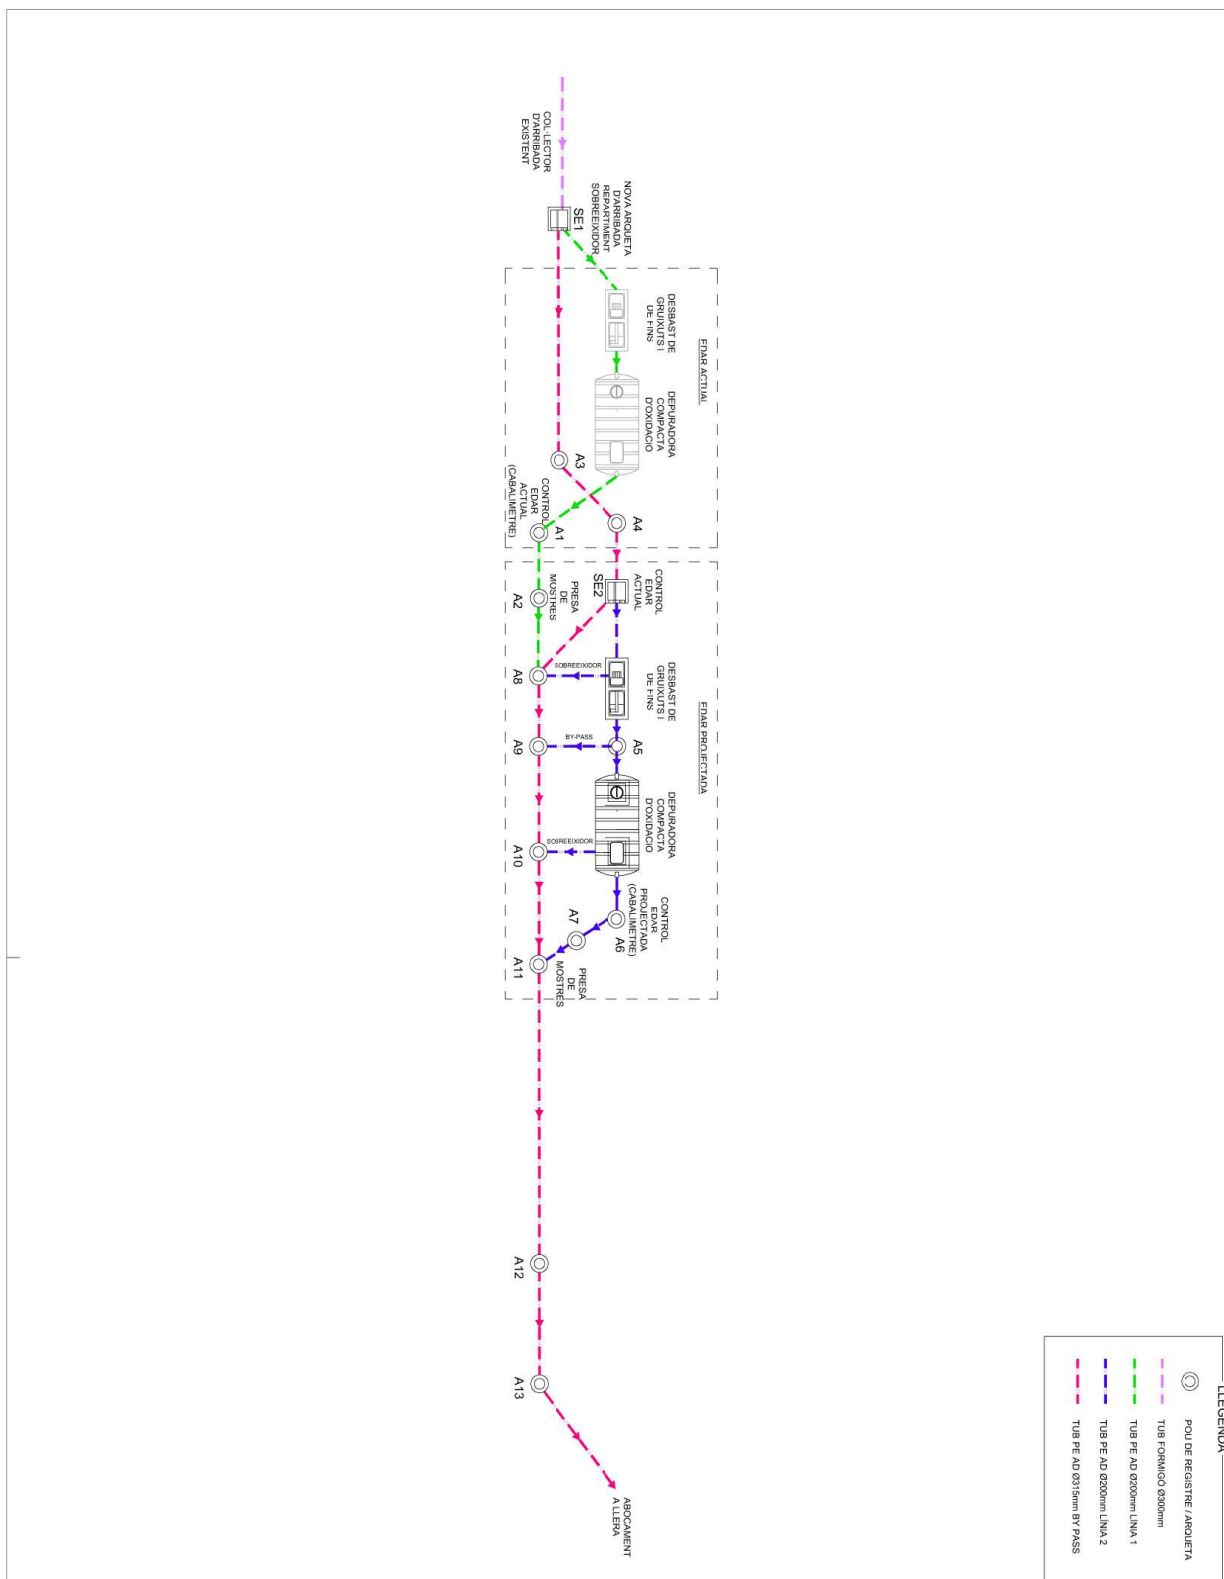 COL·LECTOR
D'ARRIBADA
EXISTENT
NOVA ARQUETA
D'ARRIBADA
REPARTIMENT
SOBREEIXIDOR
SE1
EDAR ACTUAL
DESBAST DE
GRUIXUTS I
DE FINS
DEPURADORA
COMPACTA
D'OXIDACIO
A3
A4
CONTROL
EDAR
ACTUAL
(CABALIMETRE)
A1
EDAR PROJECTADA
CONTROL
EDAR
ACTUAL
SE2
PRESA
DE
MOSTRES
A2
DESBAST DE
GRUIXUTS I
DE FINS
SOBREEIXIDOR
A8
A5
BY-PASS
A9
DEPURADORA
COMPACTA
D'OXIDACIO
SOBREEIXIDOR
A10
CONTROL
EDAR
PROJECTADA
(CABALIMETRE)
A6
A7
PRESA
DE
MOSTRES
A11
A12
A13
ABOCAMENT
A LLERA
LLEGENDA
POU DE REGISTRE / ARQUETA
TUB FORMIGÓ Ø300mm
TUB PE AD Ø200mm LÍNIA 1
TUB PE AD Ø200mm LÍNIA 2
TUB PE AD Ø315mm BY PASS